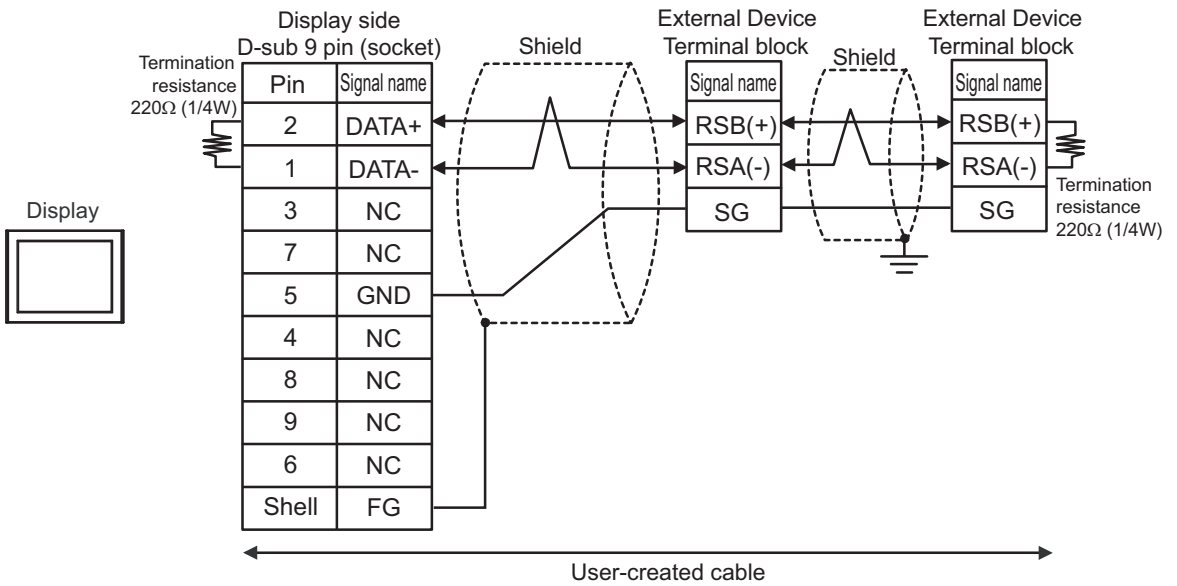 Display side
D-sub 9 pin (socket)
Termination
resistance
220Ω (1/4W)
Shield
External Device
Terminal block
Shield
External Device
Terminal block
Pin Signal name
2 DATA+
1 DATA-
3 NC
7 NC
5 GND
4 NC
8 NC
9 NC
6 NC
Shell FG
Signal name
RSB(+)
RSA(-)
SG
Signal name
RSB(+)
RSA(-)
SG
Termination
resistance
220Ω (1/4W)
Display
User-created cable